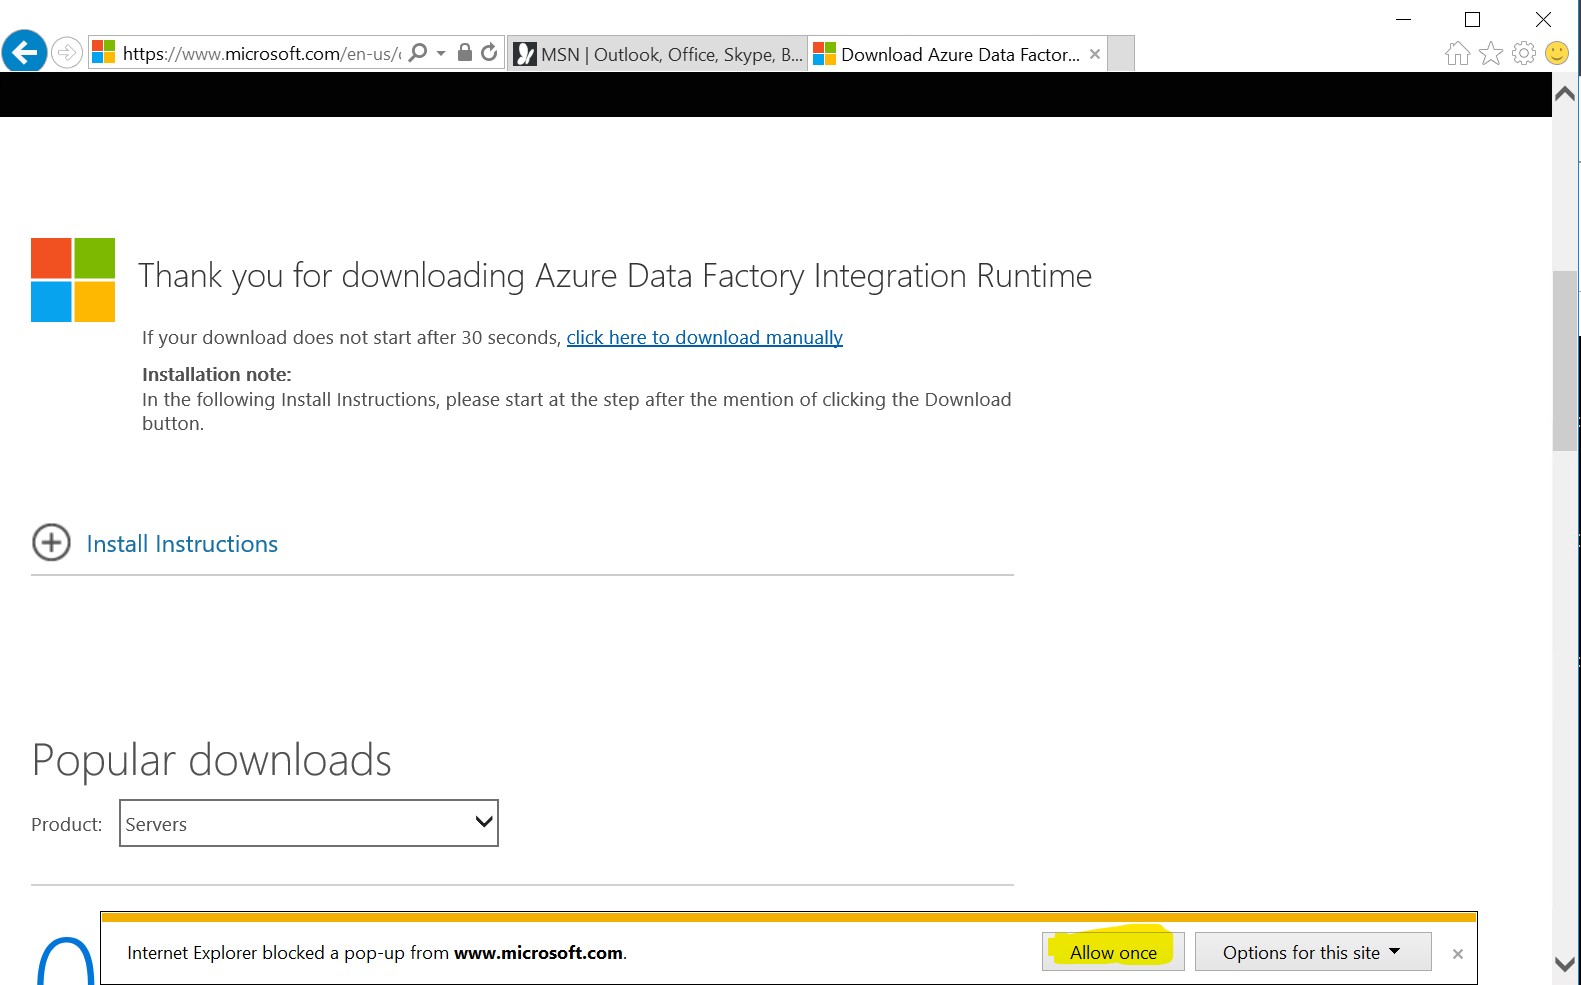 https://www.microsoft.com/en-us/
MSN | Outlook, Office, Skype, B...
Download Azure Data Factor...
Thank you for downloading Azure Data Factory Integration Runtime
If your download does not start after 30 seconds, click here to download manually
Installation note:
In the following Install Instructions, please start at the step after the mention of clicking the Download
button.
Install Instructions
Popular downloads
Product:
Servers
Internet Explorer blocked a pop-up from www.microsoft.com.
Allow once
Options for this site